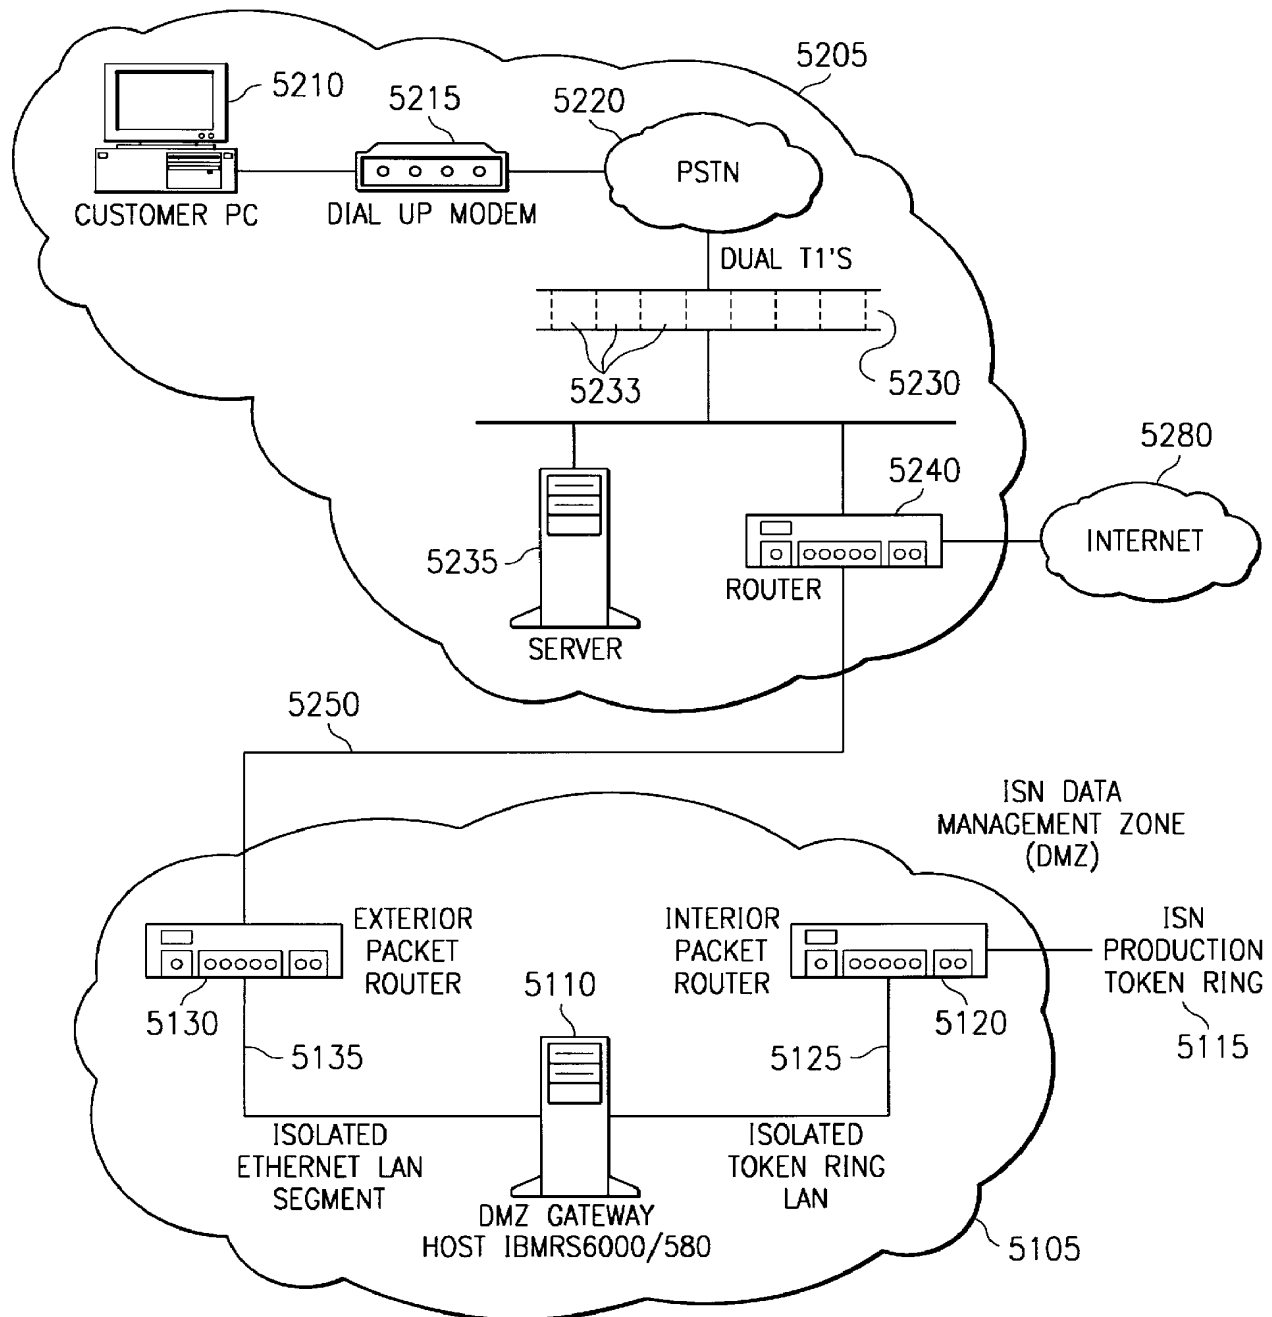 5205
5210
5215
5220
PSTN
CUSTOMER PC
DIAL UP MODEM
DUAL T1'S
5233
5230
5280
5240
INTERNET
5235
ROUTER
SERVER
5250
ISN DATA
MANAGEMENT ZONE
(DMZ)
EXTERIOR
PACKET
ROUTER
INTERIOR
PACKET
ROUTER
ISN
PRODUCTION
TOKEN RING
5115
5110
5130
5120
5135
5125
ISOLATED
ETHERNET LAN
SEGMENT
ISOLATED
TOKEN RING
LAN
DMZ GATEWAY
HOST IBMRS6000/580
5105